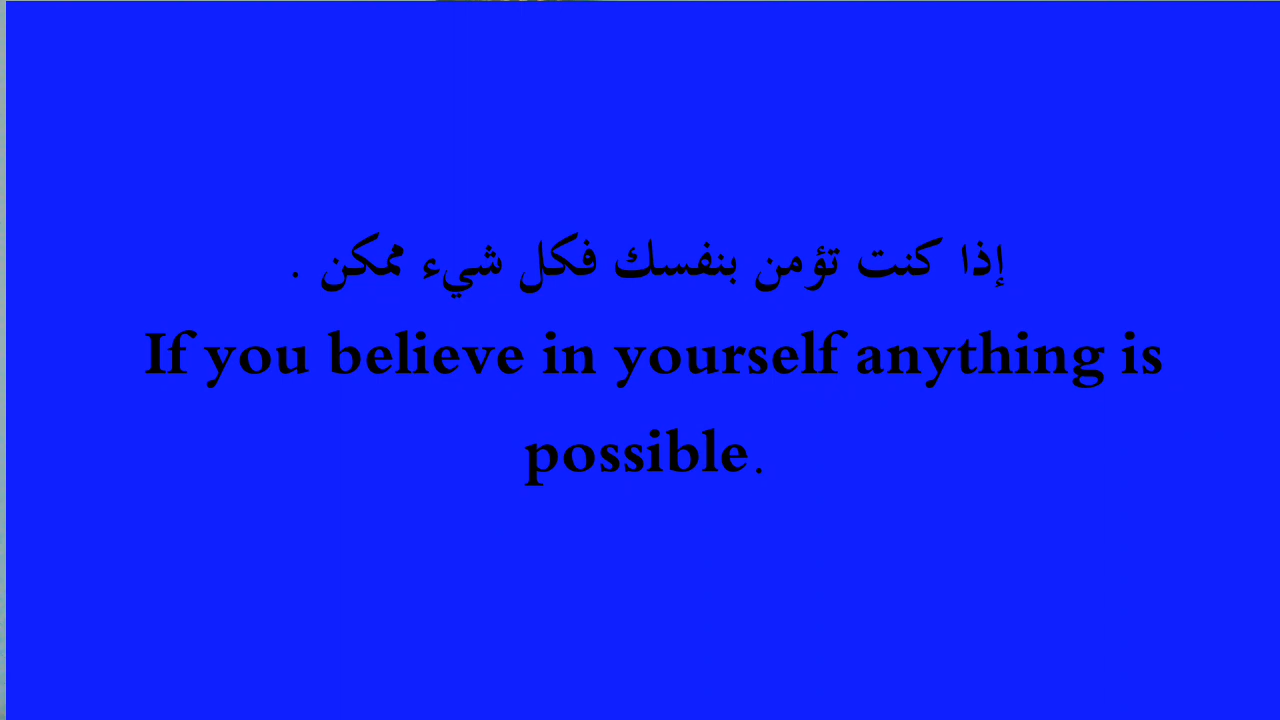 إذا كنت تؤمن بنفسك فكل شيء ممكن .
If you believe in yourself anything is
possible.